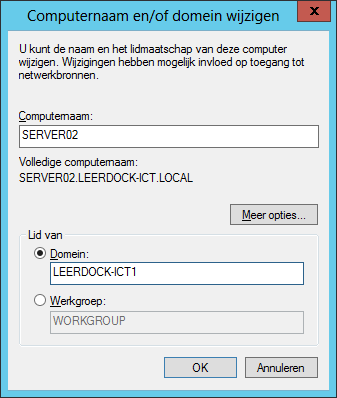 Computernaam en/of domein wijzigen
x
U kunt de naam en het lidmaatschap van deze computer
wijzigen. Wijzigingen hebben mogelijk invloed op toegang tot
netwerkbronnen.
Computernaam:
SERVER02
Volledige computernaam:
SERVER02.LEERDOCK-ICT.LOCAL
Meer opties...
Lid van
Domein:
LEERDOCK-ICT1
Werkgroep:
WORKGROUP
OK Annuleren